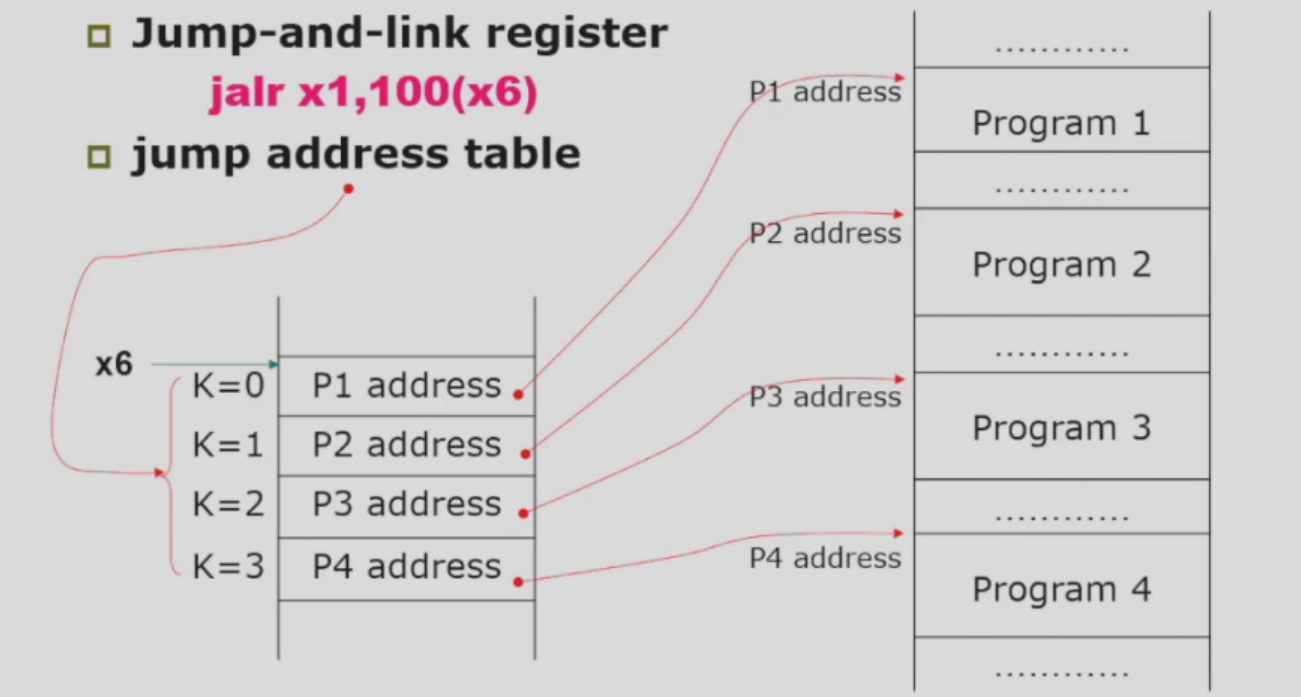 Jump-and-link register
jalr x1,100(x6)
jump address table
x6
K=0 P1 address
K=1 P2 address
K=2 P3 address
K=3 P4 address
P1 address
P2 address
P3 address
P4 address
............
Program 1
............
Program 2
............
Program 3
............
Program 4
............